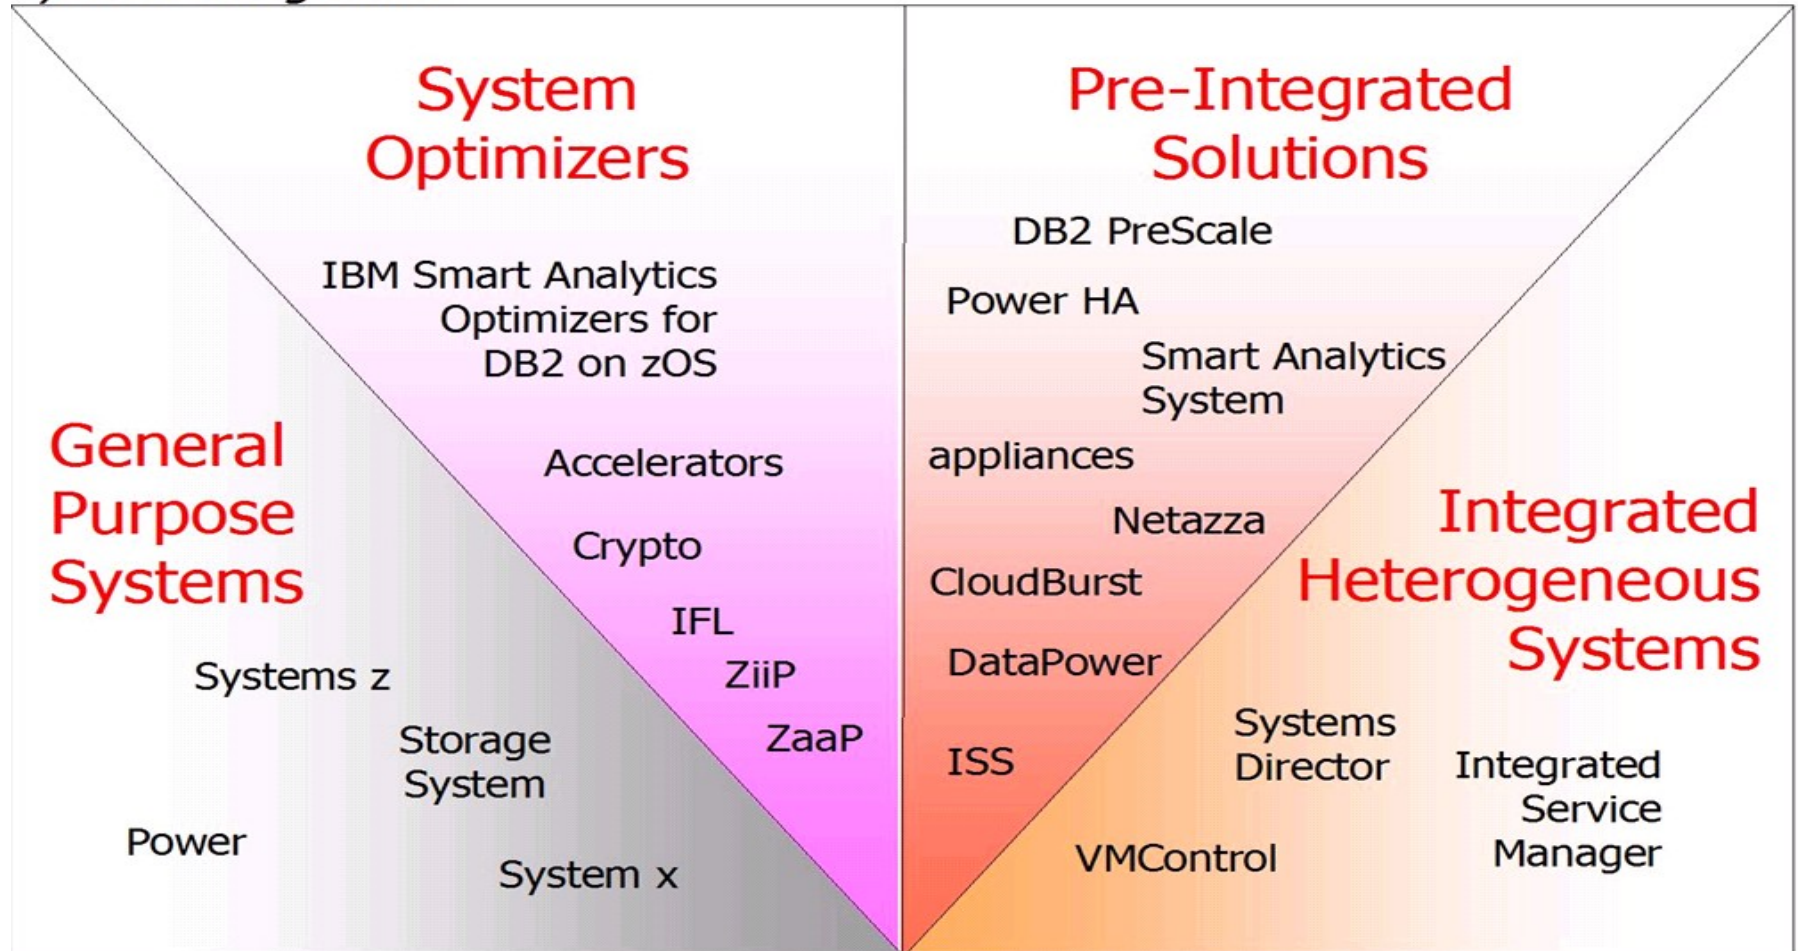 System
Optimizers
IBM Smart Analytics
Optimizers for
DB2 on zOS
Accelerators
Crypto
IFL
ZiiP
ZaaP
Pre-Integrated
Solutions
DB2 PreScale
Power HA
Smart Analytics
System
appliances
Netazza
CloudBurst
DataPower
ISS
General
Purpose
Systems
Systems z
Storage
System
Power
System x
Integrated
Heterogeneous
Systems
Systems
Director
Integrated
Service
Manager
VMControl